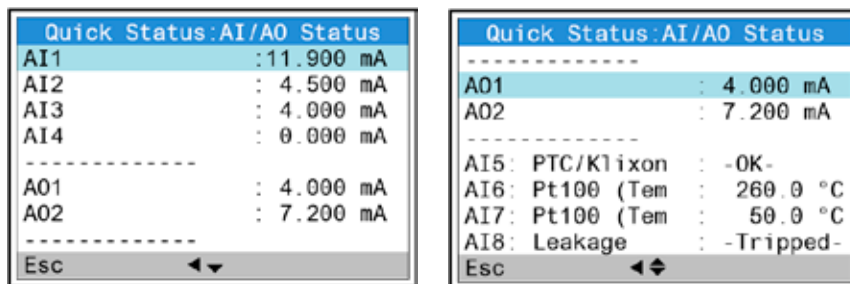 Quick Status:AI/AO Status
AI1 :11.900 mA
AI2 : 4.500 mA
AI3 : 4.000 mA
AI4 : 0.000 mA
-------------
AO1 : 4.000 mA
AO2 : 7.200 mA
-------------
Esc
Quick Status:AI/AO Status
-------------
AO1 : 4.000 mA
AO2 : 7.200 mA
-------------
AI5: PTC/Klixon : -OK-
AI6: Pt100 (Tem : 260.0 °C
AI7: Pt100 (Tem : 50.0 °C
AI8: Leakage : -Tripped-
Esc